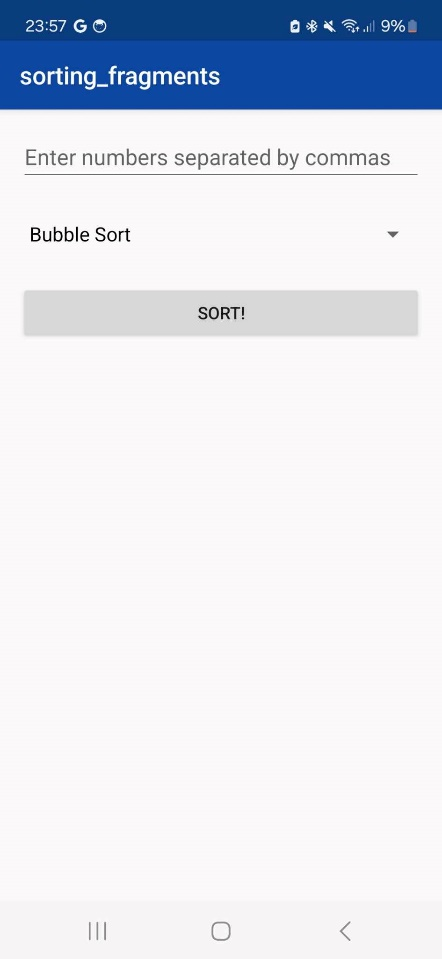 23:57 G 9%
sorting_fragments
Enter numbers separated by commas
Bubble Sort
SORT!